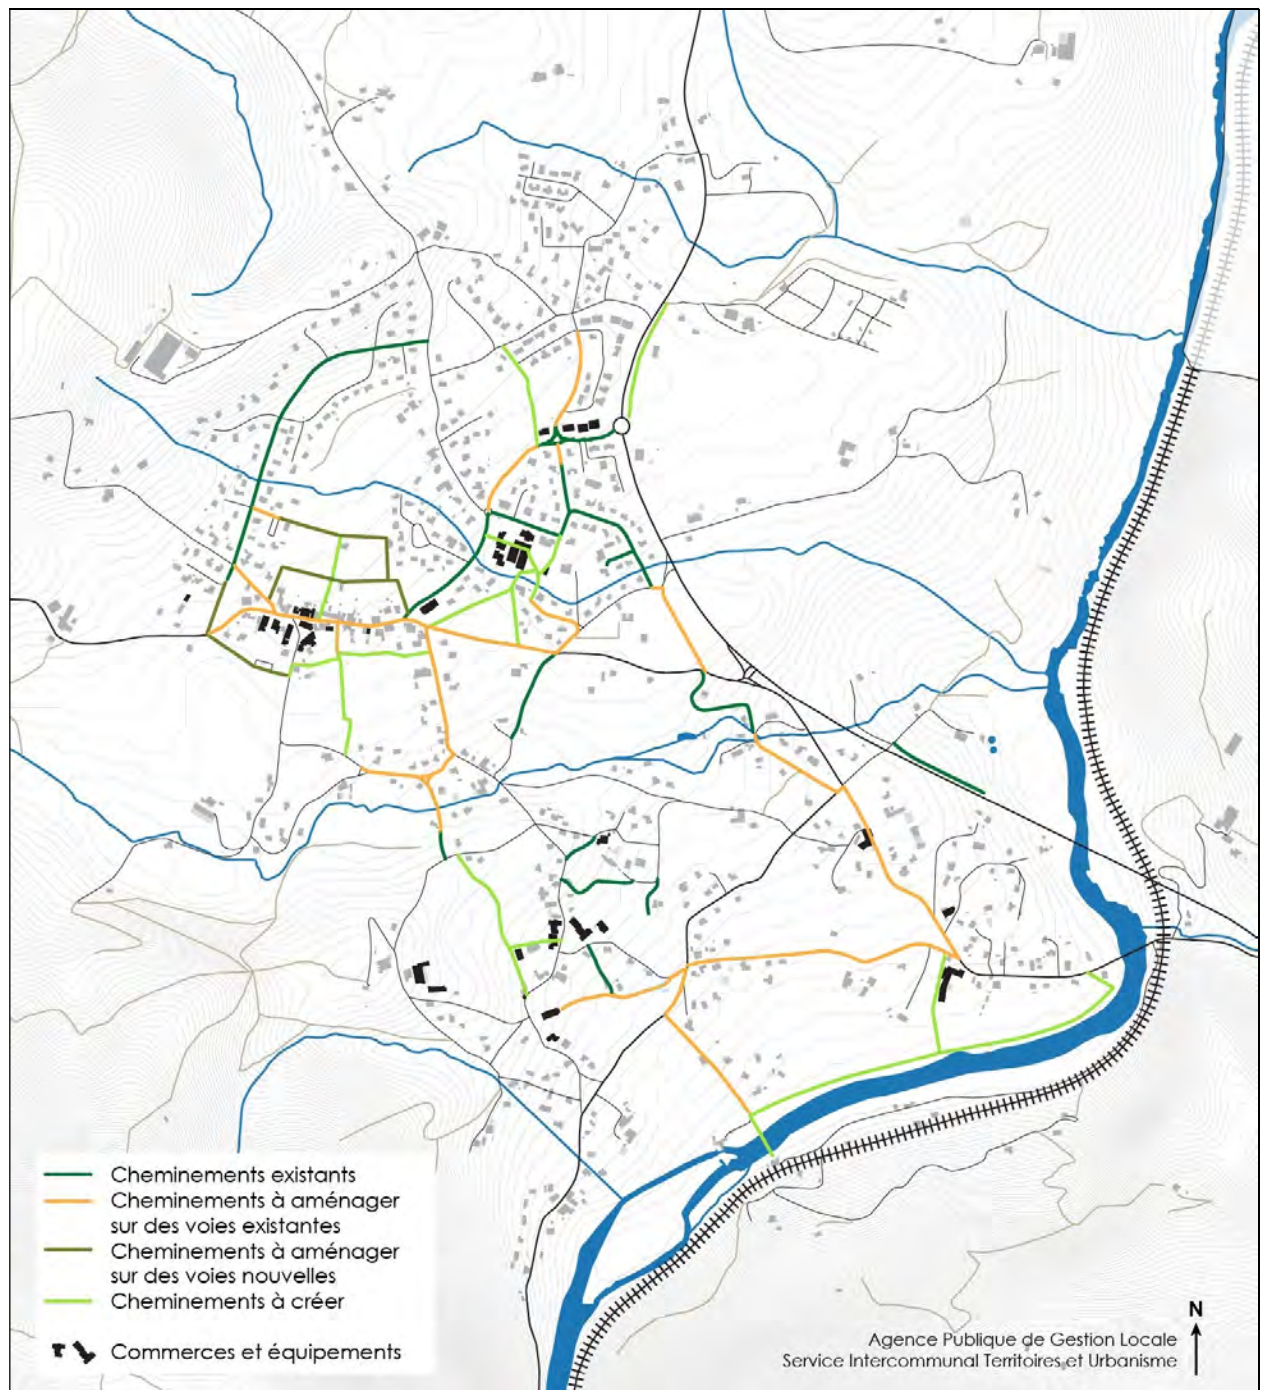 Cheminements existants
Cheminements à aménager
sur des voies existantes
Cheminements à aménager
sur des voies nouvelles
Cheminements à créer
Commerces et équipements
N
Agence Publique de Gestion Locale
Service Intercommunal Territoires et Urbanisme